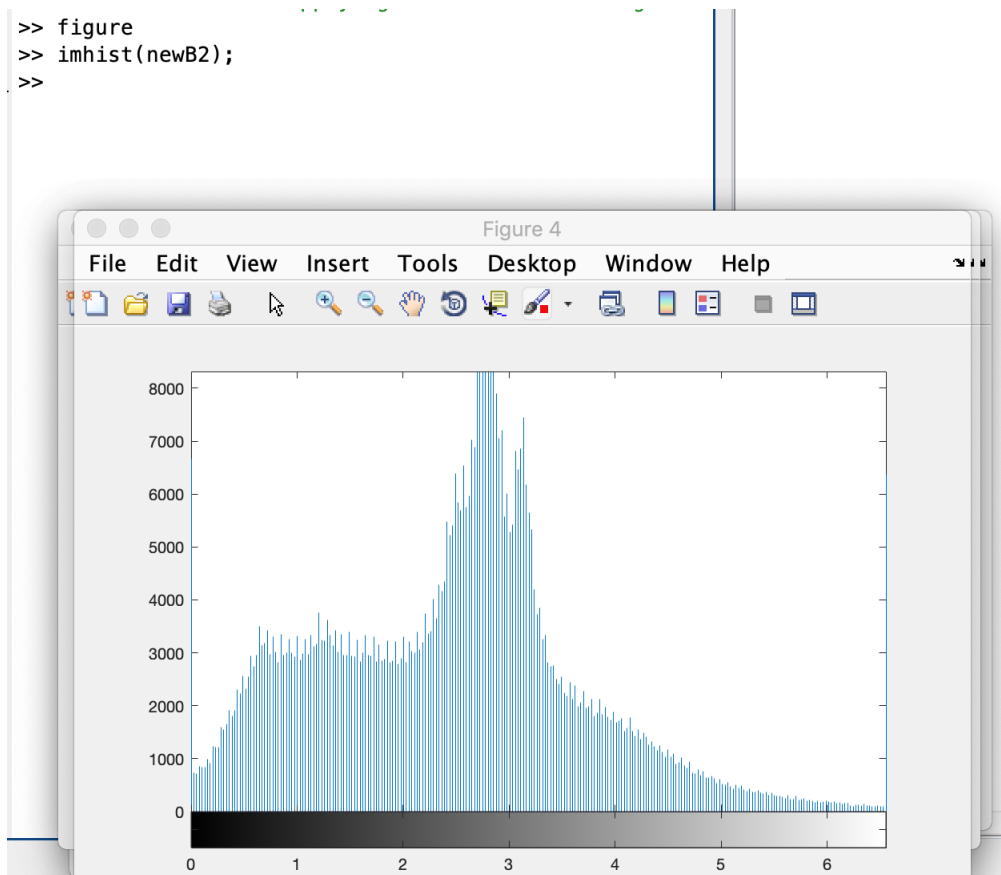 >> figure
>> imhist(newB2);
>>
Figure 4
File Edit View Insert Tools Desktop Window Help
8000
7000
6000
5000
4000
3000
2000
1000
0
0 1 2 3 4 5 6